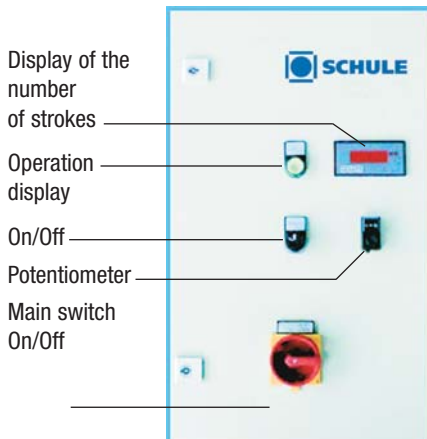 SCHULE
Display of the
number
of strokes
Operation
display
On/Off
Potentiometer
Main switch
On/Off